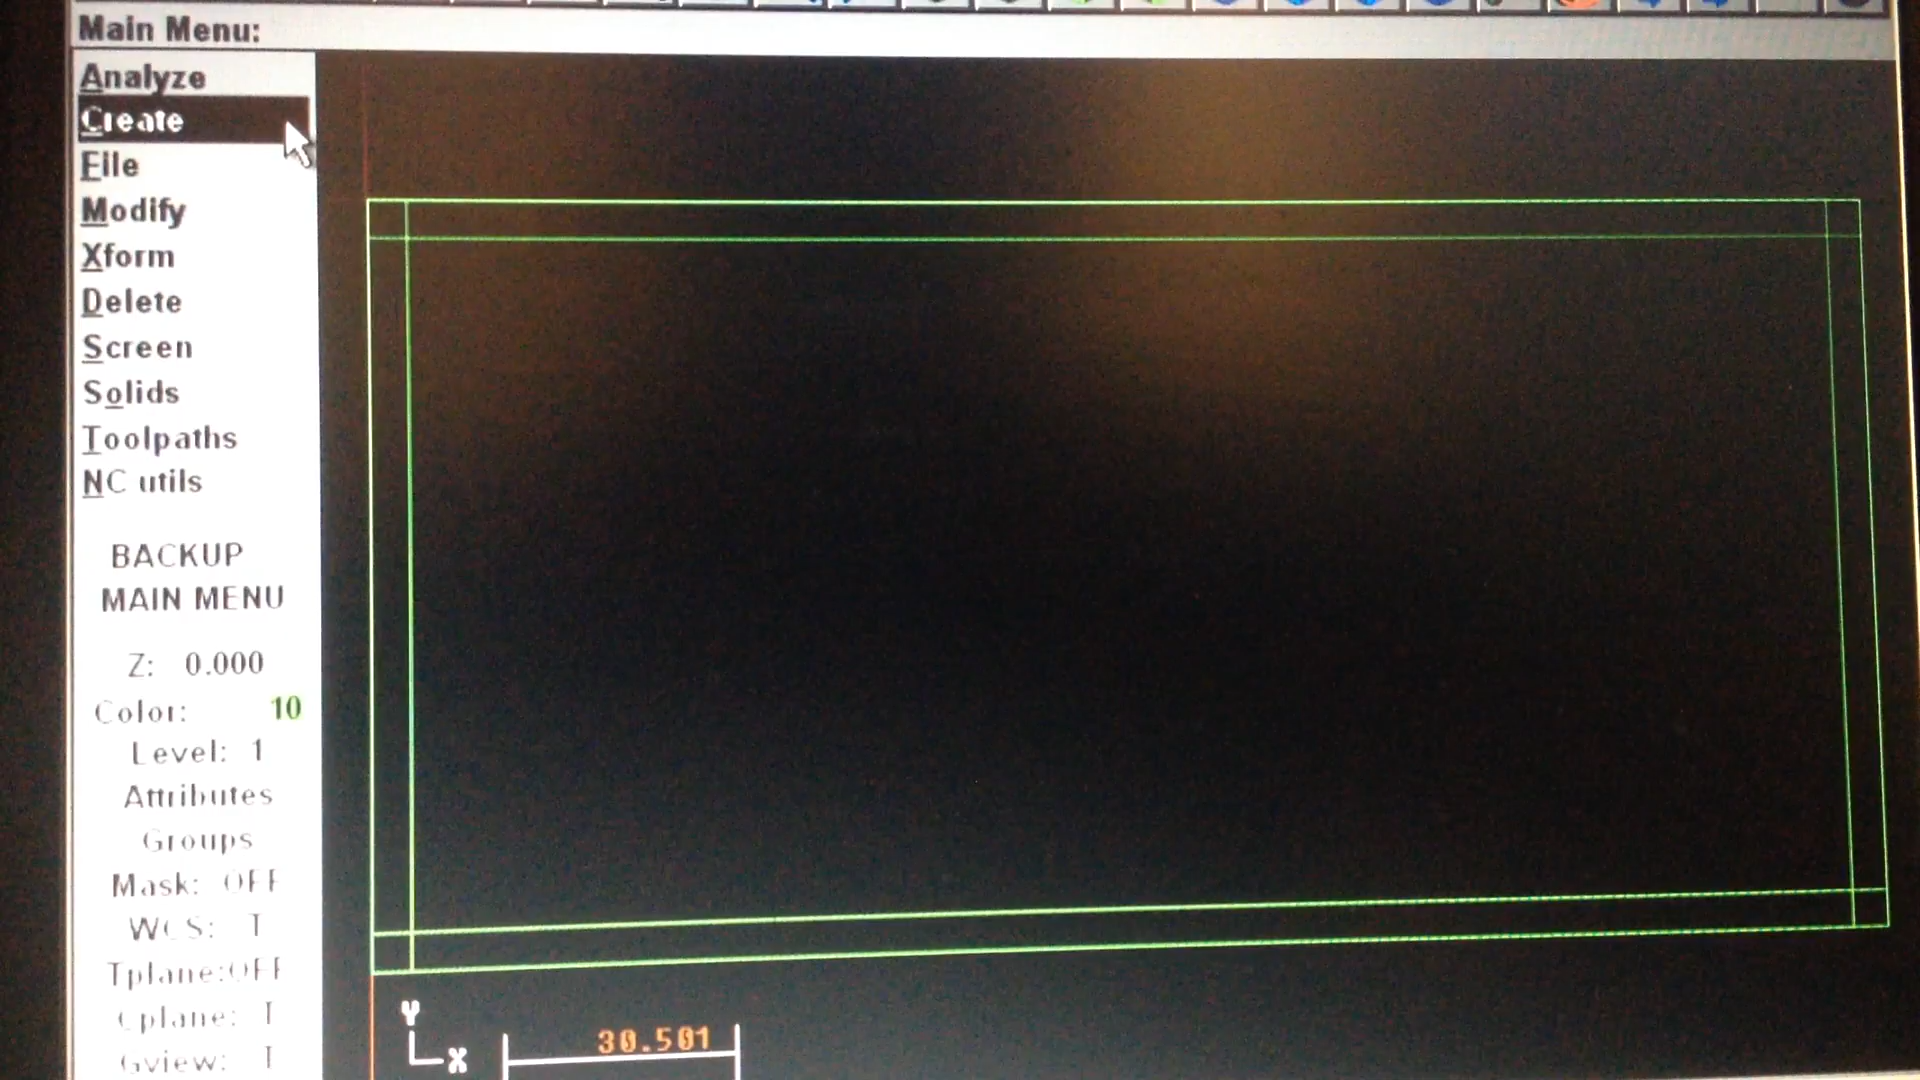 Main Menu:
Analyze
Create
File
Modify
Xform
Delete
Screen
Solids
Toolpaths
NC utils
BACKUP
MAIN MENU
Z: 0.000
Color: 10
Level: 1
Attributes
Groups
Mask: OFF
WCS: T
Tplane:OFF
Cplane: T
Gview: T
Y
X
30.501